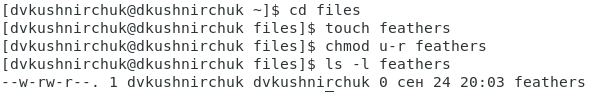 [dvkushnirchuk@dkushnirchuk ~]$ cd files
[dvkushnirchuk@dkushnirchuk files]$ touch feathers
[dvkushnirchuk@dkushnirchuk files]$ chmod u-r feathers
[dvkushnirchuk@dkushnirchuk files]$ ls -l feathers
--w-rw-r--. 1 dvkushnirchuk dvkushnirchuk 0 сен 24 20:03 feathers